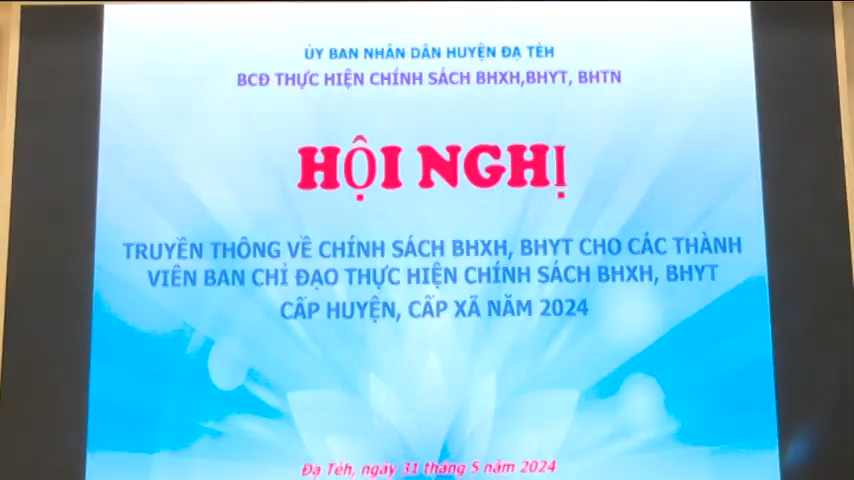 ỦY BAN NHÂN DÂN HUYỆN ĐẠ TẺH
BCĐ THỰC HIỆN CHÍNH SÁCH BHXH,BHYT, BHTN
HỘI NGHỊ
TRUYỀN THÔNG VỀ CHÍNH SÁCH BHXH, BHYT CHO CÁC THÀNH
VIÊN BAN CHỈ ĐẠO THỰC HIỆN CHÍNH SÁCH BHXH, BHYT
CẤP HUYỆN, CẤP XÃ NĂM 2024
Đạ Tẻh, ngày 31 tháng 5 năm 2024